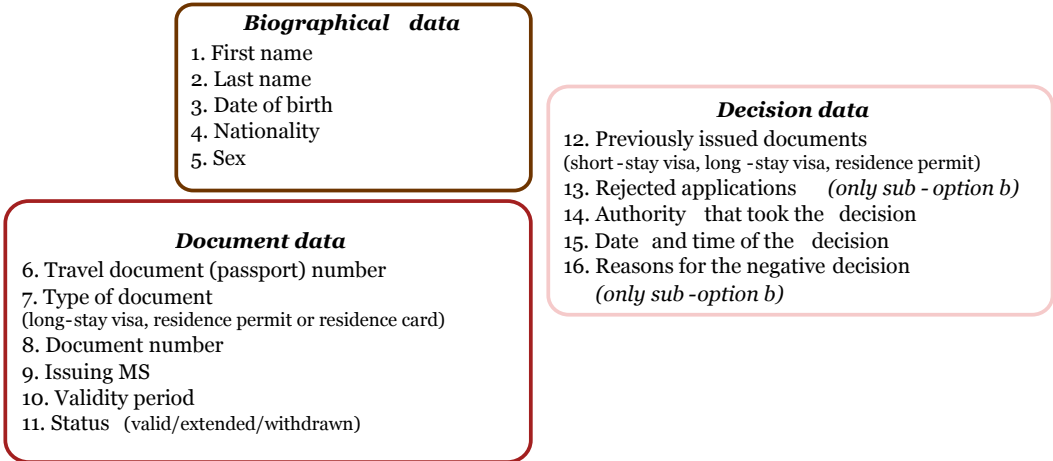 Biographical data
1. First name
2. Last name
3. Date of birth
4. Nationality
5. Sex
Document data
6. Travel document (passport) number
7. Type of document
(long-stay visa, residence permit or residence card)
8. Document number
9. Issuing MS
10. Validity period
11. Status (valid/extended/withdrawn)
Decision data
12. Previously issued documents
(short-stay visa, long -stay visa, residence permit)
13. Rejected applications (only sub - option b)
14. Authority that took the decision
15. Date and time of the decision
16. Reasons for the negative decision
(only sub -option b)